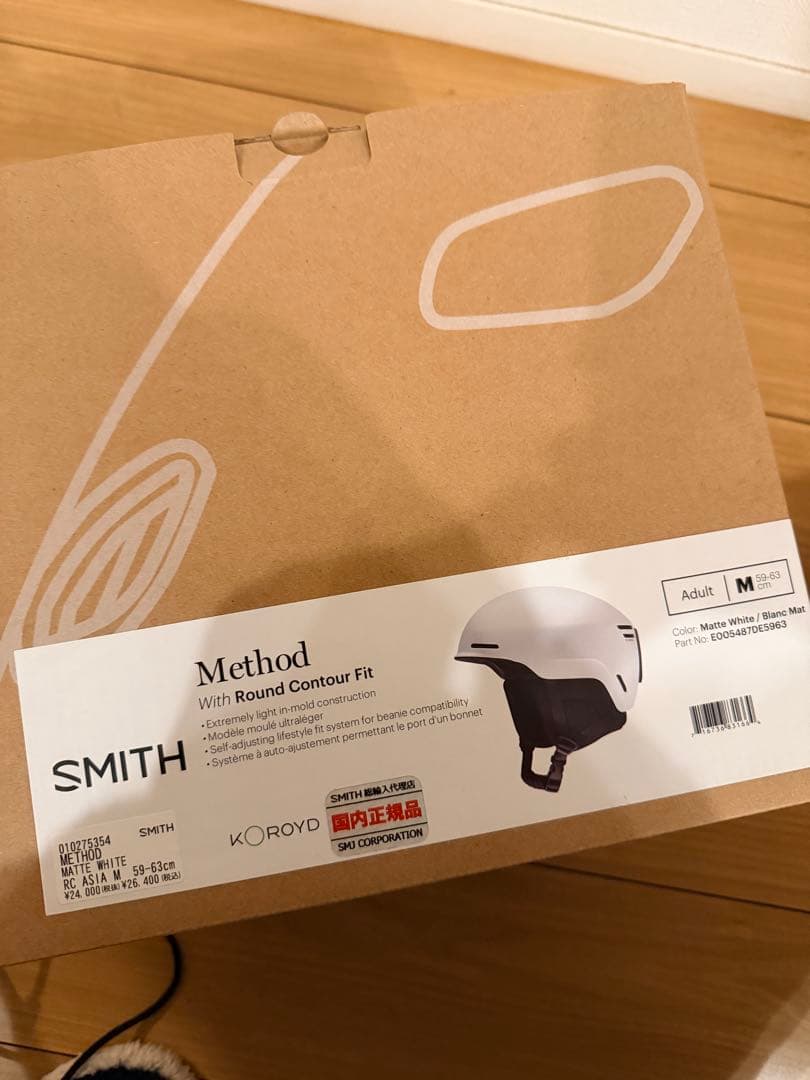 Adult M 59-63 cm
Color: Matte White / Blanc Mat
Part No: E005487DE5963
Method
With Round Contour Fit
• Extremely light in-mold construction
• Modèle moulé ultraléger
• Self-adjusting lifestyle fit system for beanie compatibility
• Système à auto-ajustement permettant le port d'un bonnet
SMITH
KOROYD
SMITH 総輸入代理店
国内正規品
SMJ CORPORATION
010275354 SMITH
METHOD
MATTE WHITE
RC ASIA M 59-63cm
¥24,000(税抜) ¥26,400(税込)